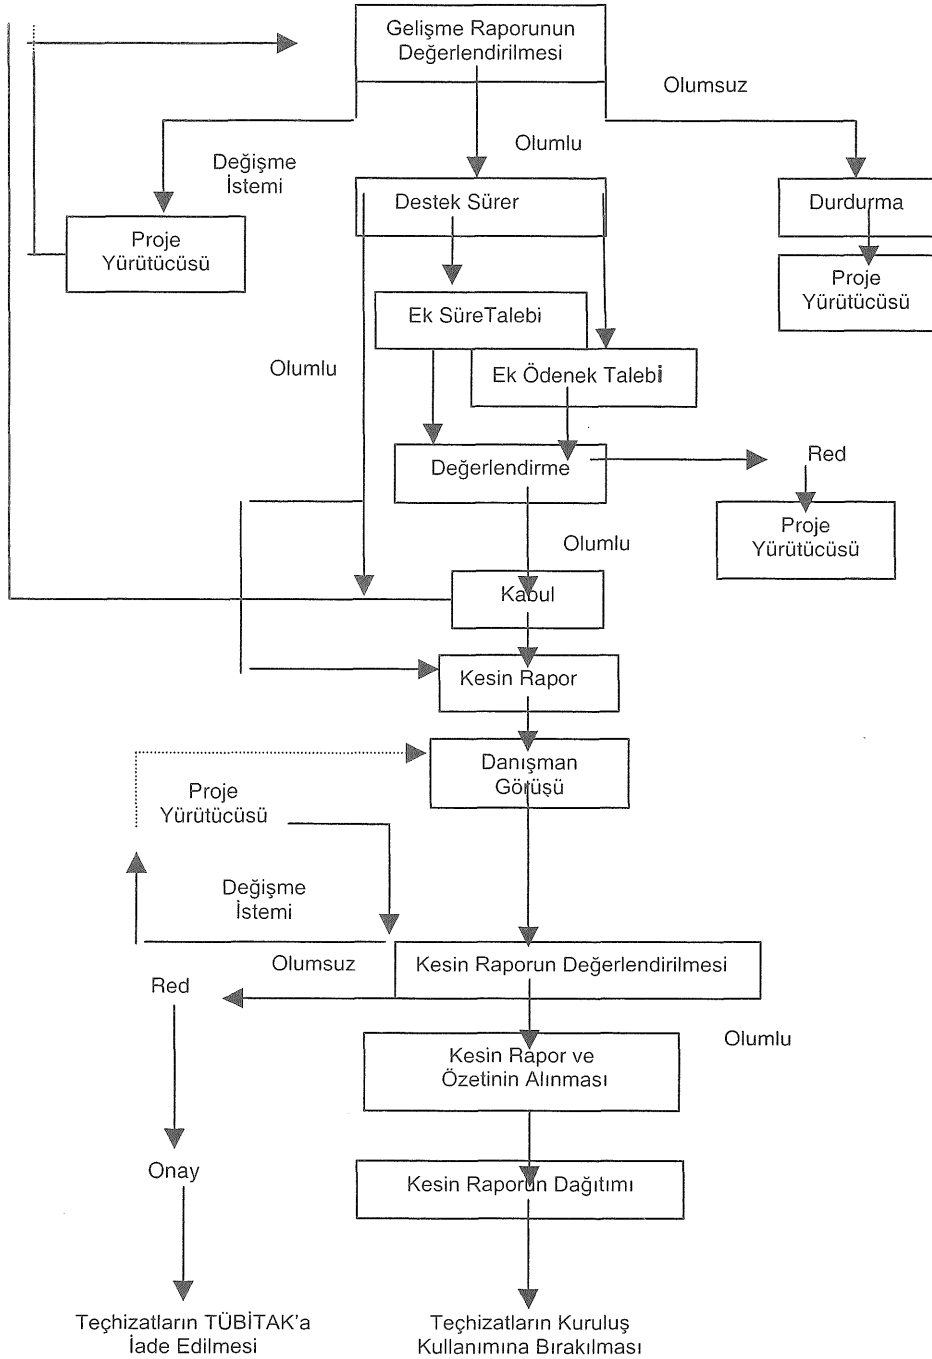 Gelişme Raporunun
Değerlendirilmesi
Olumsuz
Olumlu
Değişme
İstemi
Destek Sürer
Durdurma
Proje
Yürütücüsü
Proje
Yürütücüsü
Ek SüreTalebi
Olumlu
Ek Ödenek Talebi
Değerlendirme
Red
Proje
Yürütücüsü
Olumlu
Kabul
Kesin Rapor
Danışman
Görüşü
Proje
Yürütücüsü
Değişme
İstemi
Olumsuz
Kesin Raporun Değerlendirilmesi
Red
Olumlu
Kesin Rapor ve
Özetinin Alınması
Onay
Kesin Raporun Dağıtımı
Teçhizatların TÜBİTAK'a
İade Edilmesi
Teçhizatların Kuruluş
Kullanımına Bırakılması